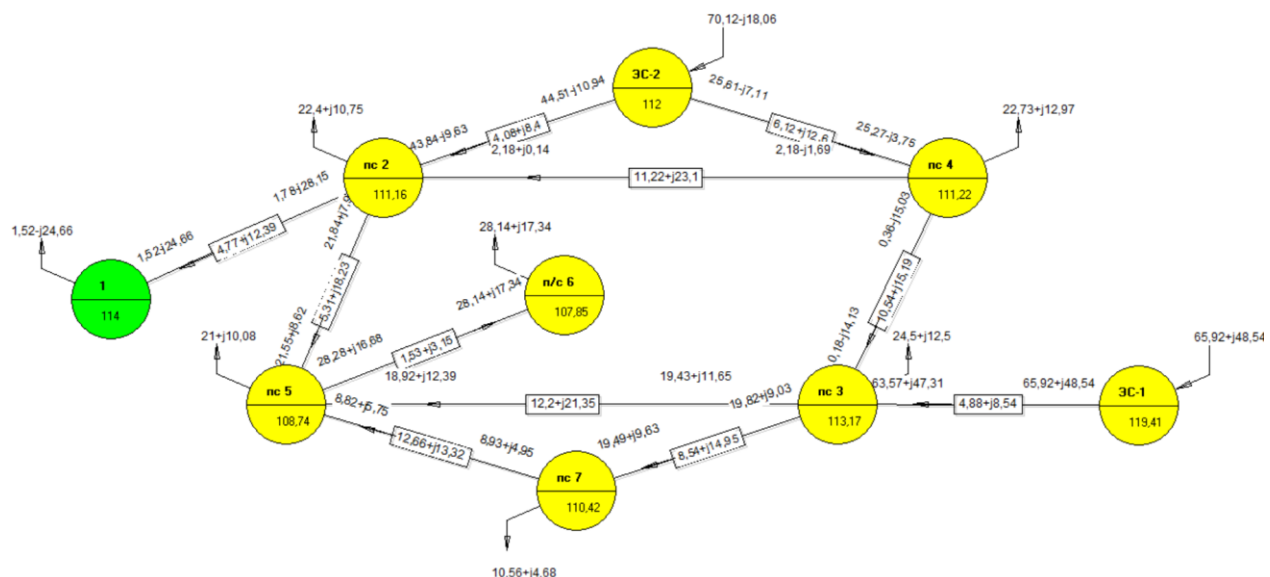 70,12-j18,06
ЭС-2
112
44,51-j10,94
25,61-j7,11
4,08+j8,4
6,12+j12,6
22,4+j10,75
43,84-j9,63
2,18+j0,14
2,18-j1,69
25,27-j3,75
22,73+j12,97
пс 2
111,16
11,22+j23,1
пс 4
111,22
1,78-j28,15
1,52-j24,66
1,52-j24,66
4,77+j12,39
1
114
21,84+j7,9
5,31+j18,23
21,55+j8,62
28,14+j17,34
п/с 6
107,85
28,14+j17,34
1,53+j3,15
28,28+j16,68
0,36-j15,03
10,54+j15,19
0,18-j14,13
24,5+j12,5
21+j10,08
пс 5
108,74
18,92+j12,39
12,2+j21,35
19,43+j11,65
пс 3
113,17
63,57+j47,31
4,88+j8,54
65,92+j48,54
65,92+j48,54
ЭС-1
119,41
8,82+j5,75
12,66+j13,32
8,93+j4,95
19,49+j9,63
8,54+j14,95
19,82+j9,03
пс 7
110,42
10,56+j4,68